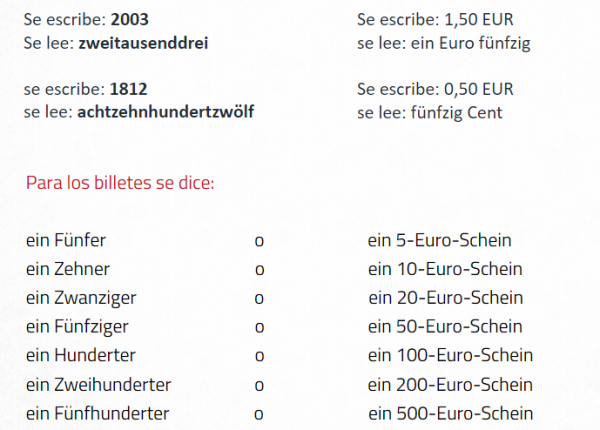 Se escribe: 2003
Se lee: zweitausenddrei
se escribe: 1812
se lee: achtzehnhundertzwölf
Se escribe: 1,50 EUR
se lee: ein Euro fünfzig
Se escribe: 0,50 EUR
se lee: fünfzig Cent
Para los billetes se dice:
ein Fünfer o ein 5-Euro-Schein
ein Zehner o ein 10-Euro-Schein
ein Zwanziger o ein 20-Euro-Schein
ein Fünfziger o ein 50-Euro-Schein
ein Hunderter o ein 100-Euro-Schein
ein Zweihunderter o ein 200-Euro-Schein
ein Fünfhunderter o ein 500-Euro-Schein